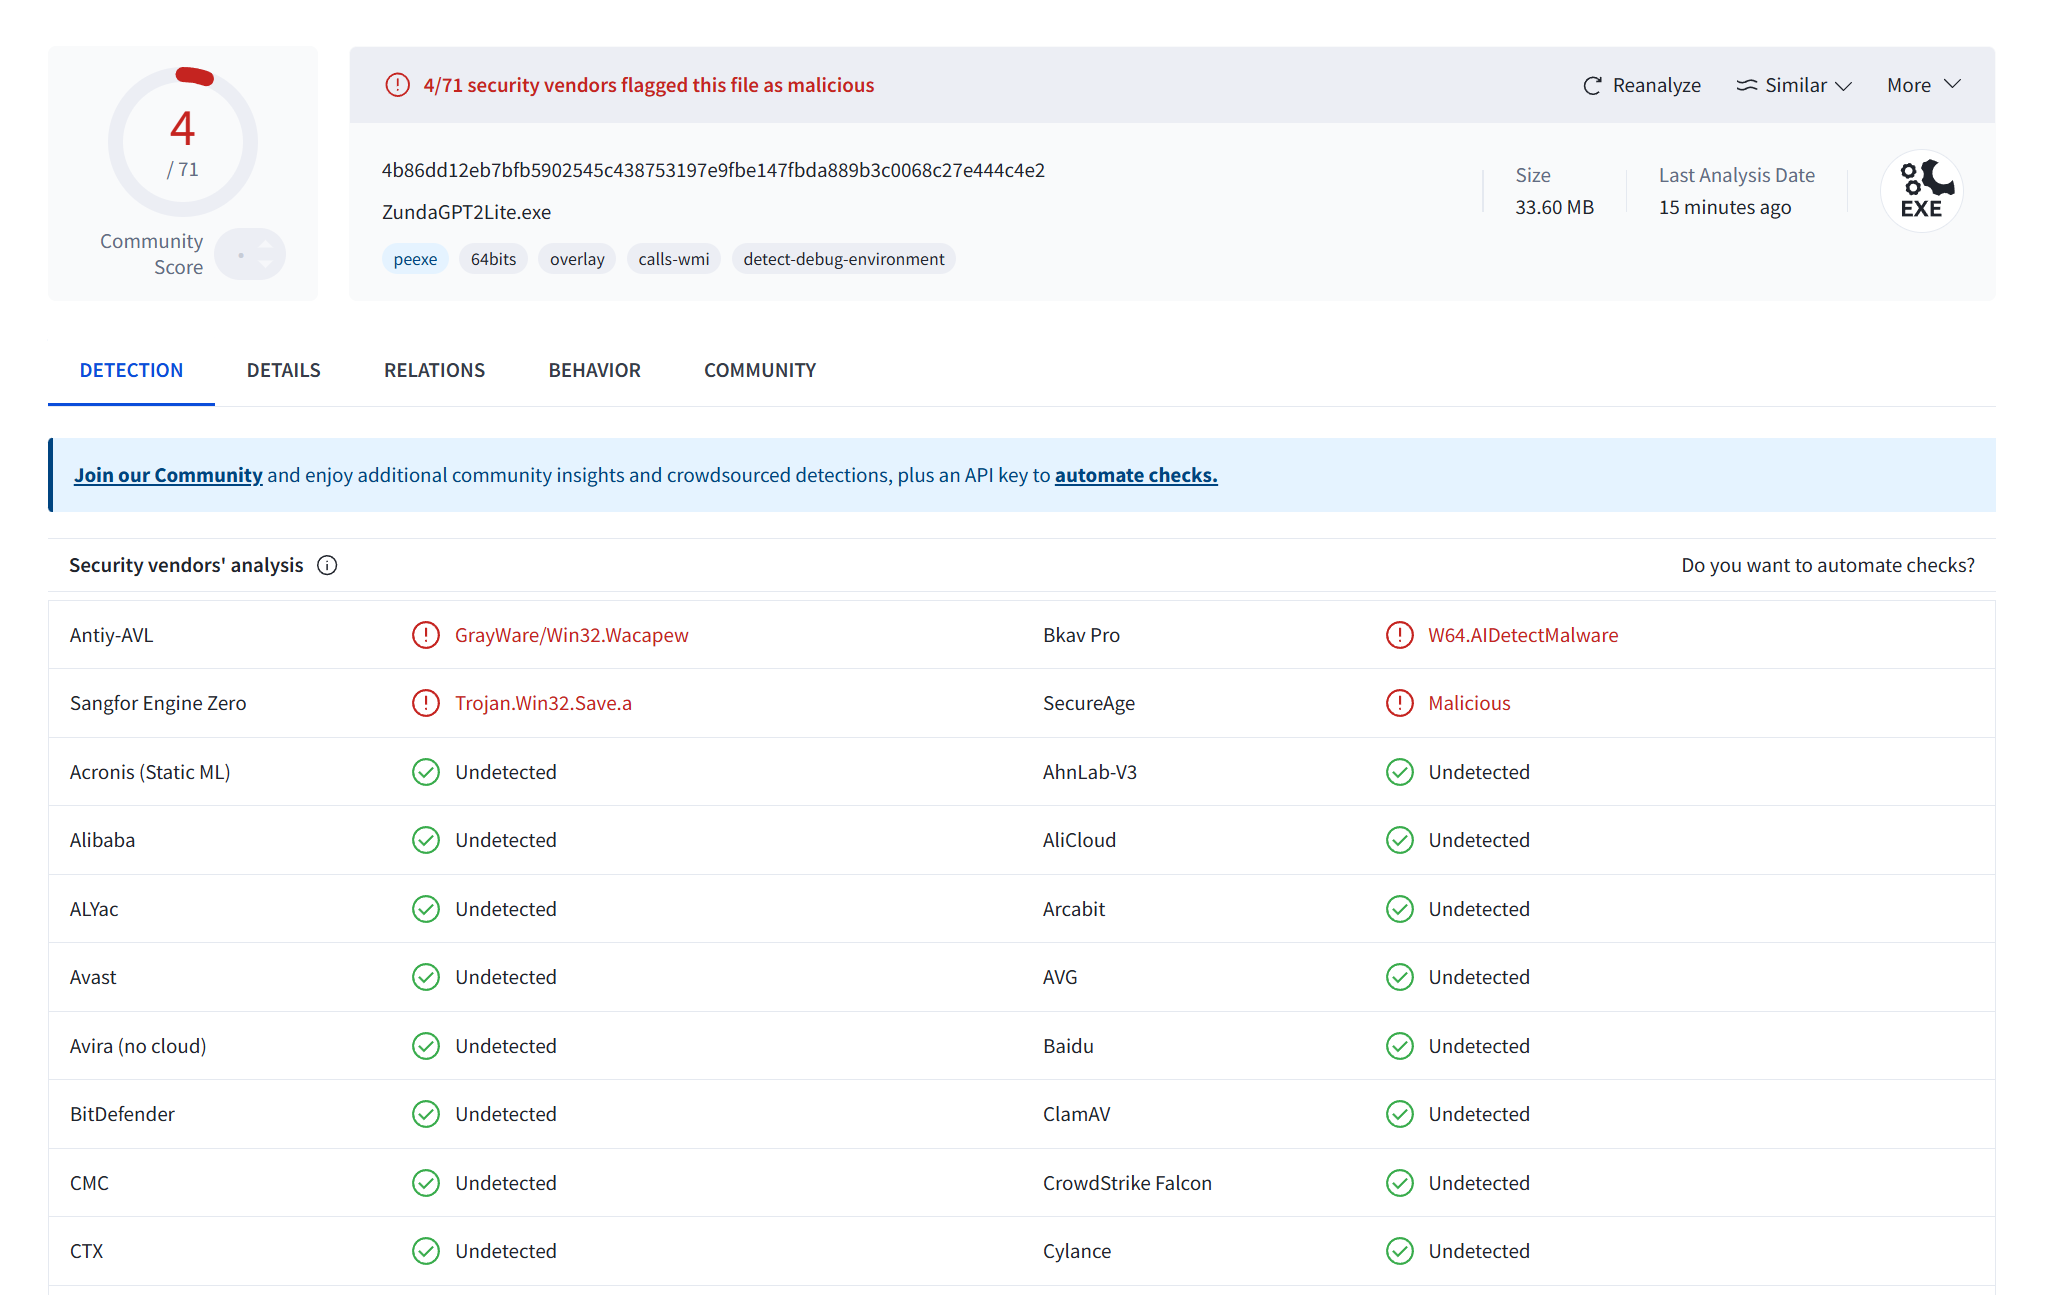 4
/ 71
Community
Score
4/71 security vendors flagged this file as malicious
Reanalyze
Similar
More
4b86dd12eb7bfb5902545c438753197e9fbe147fbda889b3c0068c27e444c4e2
ZundaGPT2Lite.exe
peexe
64bits
overlay
calls-wmi
detect-debug-environment
Size
33.60 MB
Last Analysis Date
15 minutes ago
EXE
DETECTION
DETAILS
RELATIONS
BEHAVIOR
COMMUNITY
Join our Community and enjoy additional community insights and crowdsourced detections, plus an API key to automate checks.
Security vendors' analysis
Do you want to automate checks?
Antiy-AVL
GrayWare/Win32.Wacapew
Bkav Pro
W64.AIDetectMalware
Sangfor Engine Zero
Trojan.Win32.Save.a
SecureAge
Malicious
Acronis (Static ML)
Undetected
AhnLab-V3
Undetected
Alibaba
Undetected
AliCloud
Undetected
ALYac
Undetected
Arcabit
Undetected
Avast
Undetected
AVG
Undetected
Avira (no cloud)
Undetected
Baidu
Undetected
BitDefender
Undetected
ClamAV
Undetected
CMC
Undetected
CrowdStrike Falcon
Undetected
CTX
Undetected
Cylance
Undetected